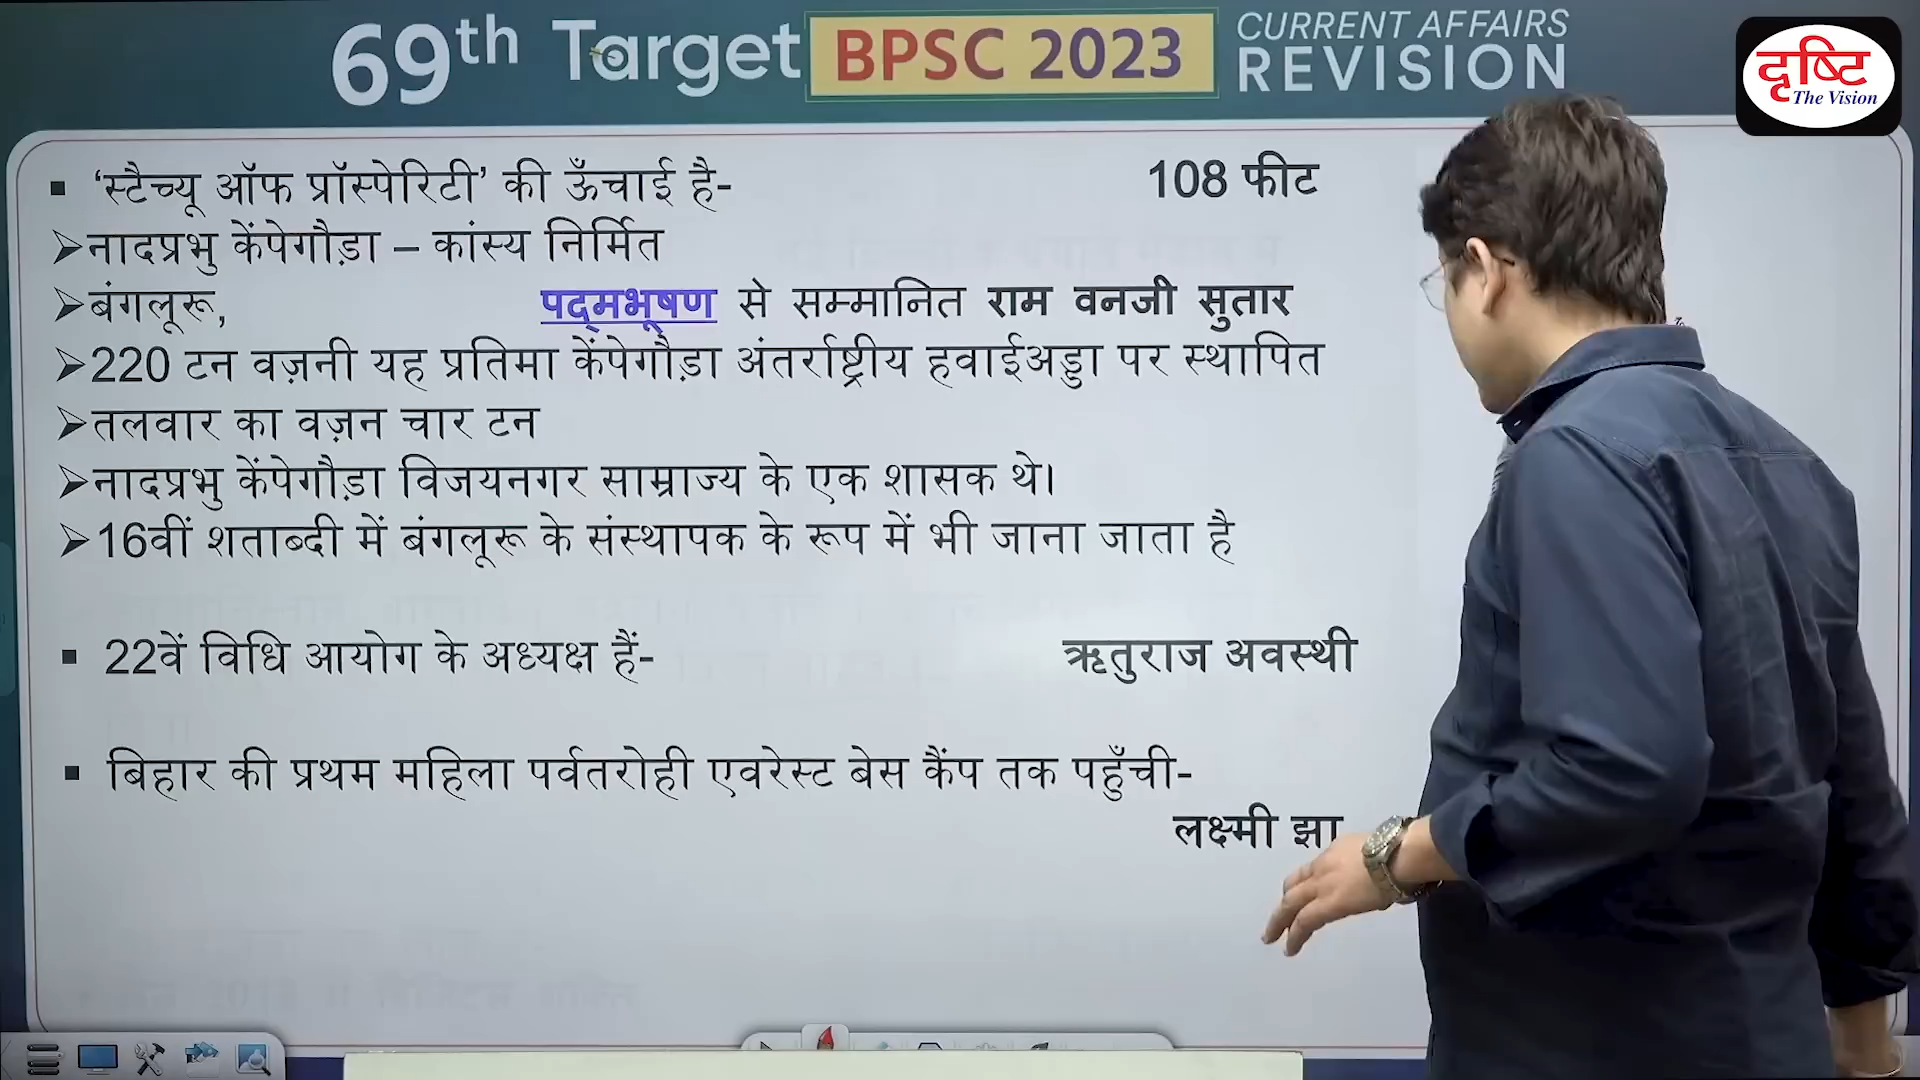 69th Target BPSC 2023 CURRENT AFFAIRS REVISION
दृष्टि
The Vision
▪ ‘स्टैच्यू ऑफ प्रॉस्पेरिटी’ की ऊँचाई है- 108 फीट
➢नादप्रभु केंपेगौड़ा – कांस्य निर्मित
➢बंगलूरू, पद्मभूषण से सम्मानित राम वनजी सुतार
➢220 टन वज़नी यह प्रतिमा केंपेगौड़ा अंतर्राष्ट्रीय हवाईअड्डा पर स्थापित
➢तलवार का वज़न चार टन
➢नादप्रभु केंपेगौड़ा विजयनगर साम्राज्य के एक शासक थे।
➢16वीं शताब्दी में बंगलूरू के संस्थापक के रूप में भी जाना जाता है
▪ 22वें विधि आयोग के अध्यक्ष हैं- ऋतुराज अवस्थी
▪ बिहार की प्रथम महिला पर्वतरोही एवरेस्ट बेस कैंप तक पहुँची-
लक्ष्मी झा